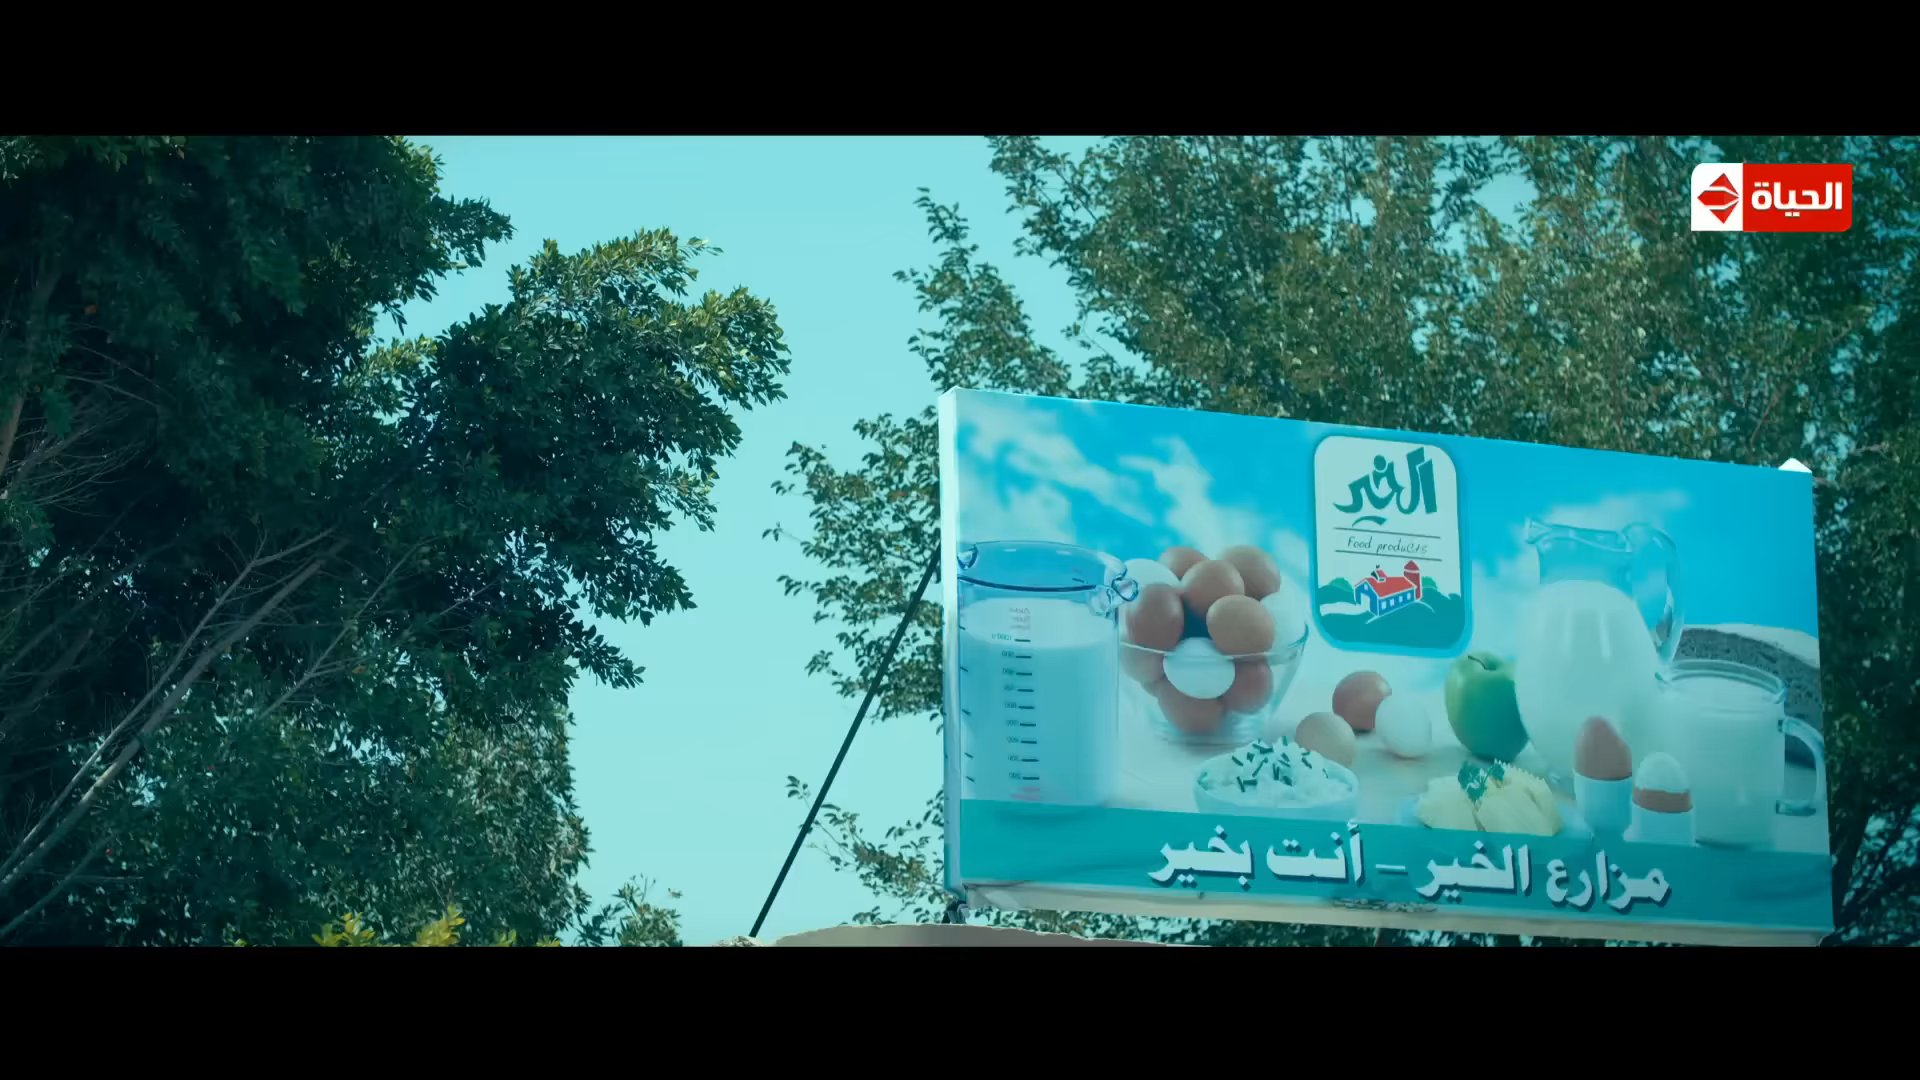 الحياة
الخير
Food products
مزارع الخير – أنت بخير